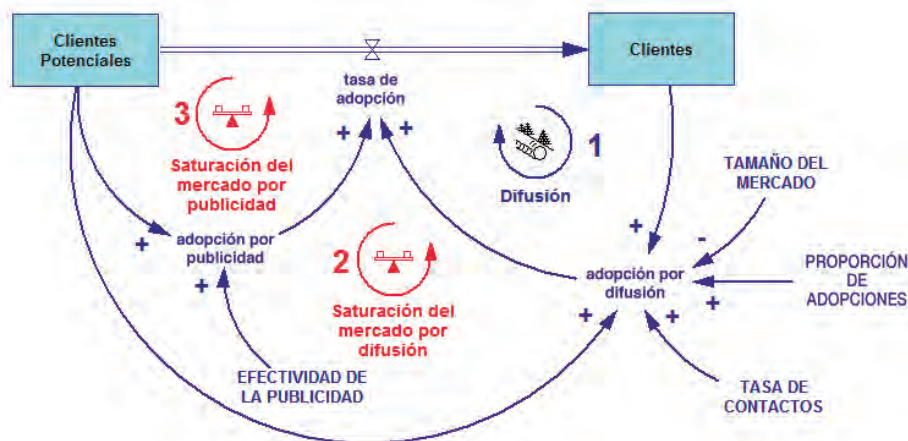 Clientes
Potenciales
Clientes
tasa de
adopción
3
Saturación del
mercado por
publicidad
1
Difusión
TAMAÑO DEL
MERCADO
+
+
+
adopción por
publicidad
+
2
Saturación del
mercado por
difusión
+
-
adopción por
difusión
+
+
+
PROPORCIÓN
DE
ADOPCIONES
EFECTIVIDAD DE
LA PUBLICIDAD
TASA DE
CONTACTOS